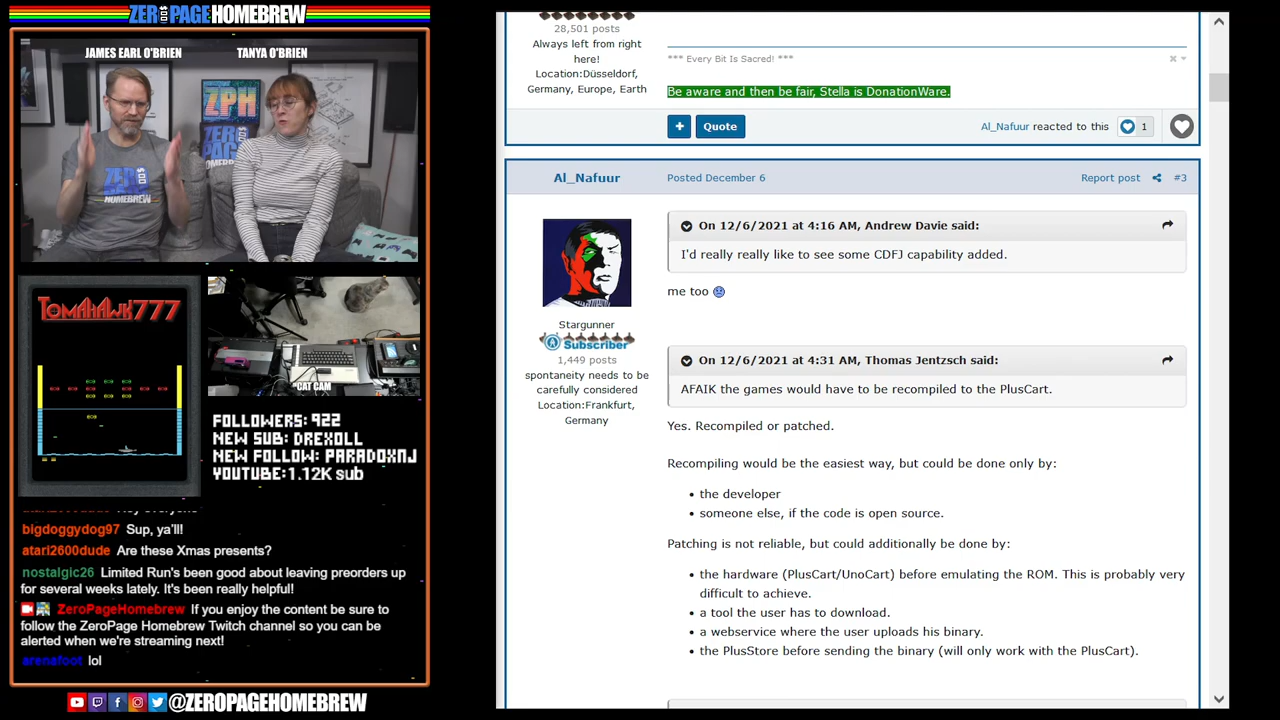 ZERO PAGE HOMEBREW
JAMES EARL O'BRIEN
TANYA O'BRIEN
ZPH
ZERO
PAGE
HOMEBREW
TOMAHAWK777
*CAT CAM
FOLLOWERS: 922
NEW SUB: DREXOLL
NEW FOLLOW: PARADOXNJ
YOUTUBE:1.12K sub
bigdoggydog97 Sup, ya'll!
atari2600dude Are these Xmas presents?
nostalgic26 Limited Run's been good about leaving preorders up
for several weeks lately. It's been really helpful!
ZeroPageHomebrew If you enjoy the content be sure to
follow the ZeroPage Homebrew Twitch channel so you can be
alerted when we're streaming next!
arenafoot lol
@ZEROPAGEHOMEBREW
28,501 posts
Always left from right
here!
Location:Düsseldorf,
Germany, Europe, Earth
*** Every Bit Is Sacred! ***
Be aware and then be fair, Stella is DonationWare.
+ Quote
Al_Nafuur reacted to this 1
Al_Nafuur
Posted December 6
Report post #3
Stargunner
Subscriber
1,449 posts
spontaneity needs to be
carefully considered
Location:Frankfurt,
Germany
On 12/6/2021 at 4:16 AM, Andrew Davie said:
I'd really really like to see some CDFJ capability added.
me too
On 12/6/2021 at 4:31 AM, Thomas Jentzsch said:
AFAIK the games would have to be recompiled to the PlusCart.
Yes. Recompiled or patched.
Recompiling would be the easiest way, but could be done only by:
• the developer
• someone else, if the code is open source.
Patching is not reliable, but could additionally be done by:
• the hardware (PlusCart/UnoCart) before emulating the ROM. This is probably very
difficult to achieve.
• a tool the user has to download.
• a webservice where the user uploads his binary.
• the PlusStore before sending the binary (will only work with the PlusCart).